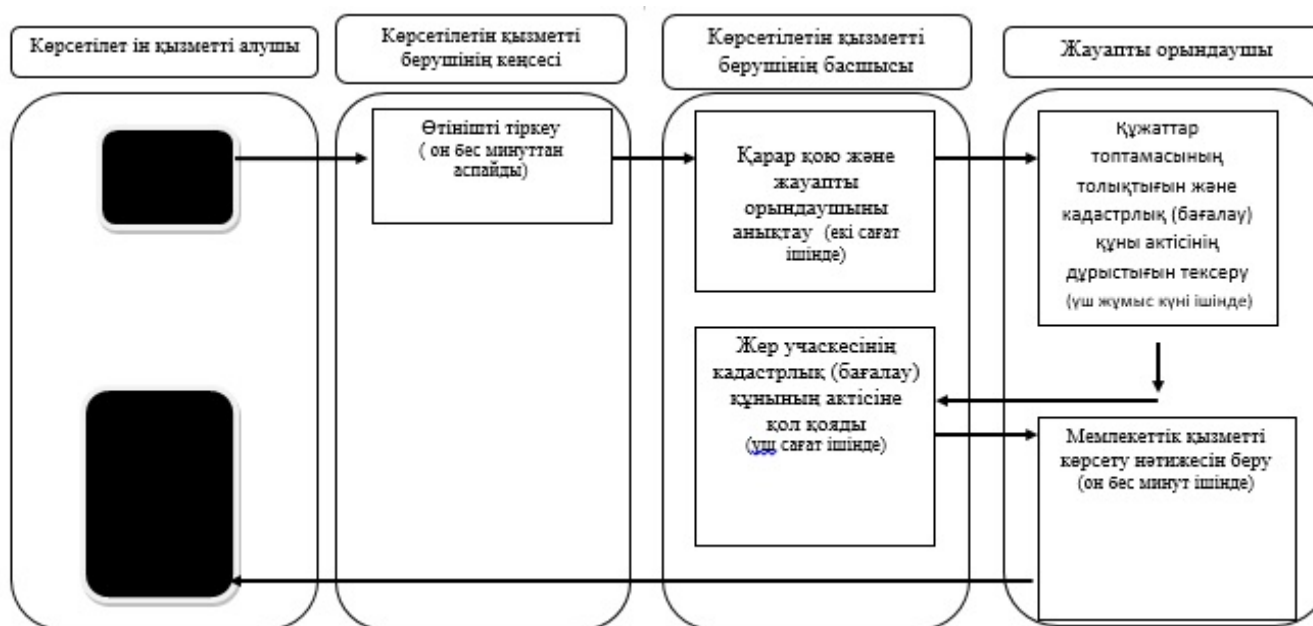 Көрсетілет ін қызметті алушы
Көрсетілетін қызметті
берушінің кеңсесі
Көрсетілетін қызметті
берушінің басшысы
Жауапты орындаушы
Өтінішті тіркеу
( он бес минуттан
аспайды)
Қарар қою және
жауапты
орындаушыны
анықтау (екі сағат
ішінде)
Құжаттар
топтамасының
толықтығын және
кадастрлық (бағалау)
құны актісінің
дұрыстығын тексеру
(үш жұмыс күні ішінде)
Жер учаскесінің
кадастрлық (бағалау)
құнының актісіне
қол қояды
(үш сағат ішінде)
Мемлекеттік қызметті
көрсету нәтижесін беру
(он бес минут ішінде)